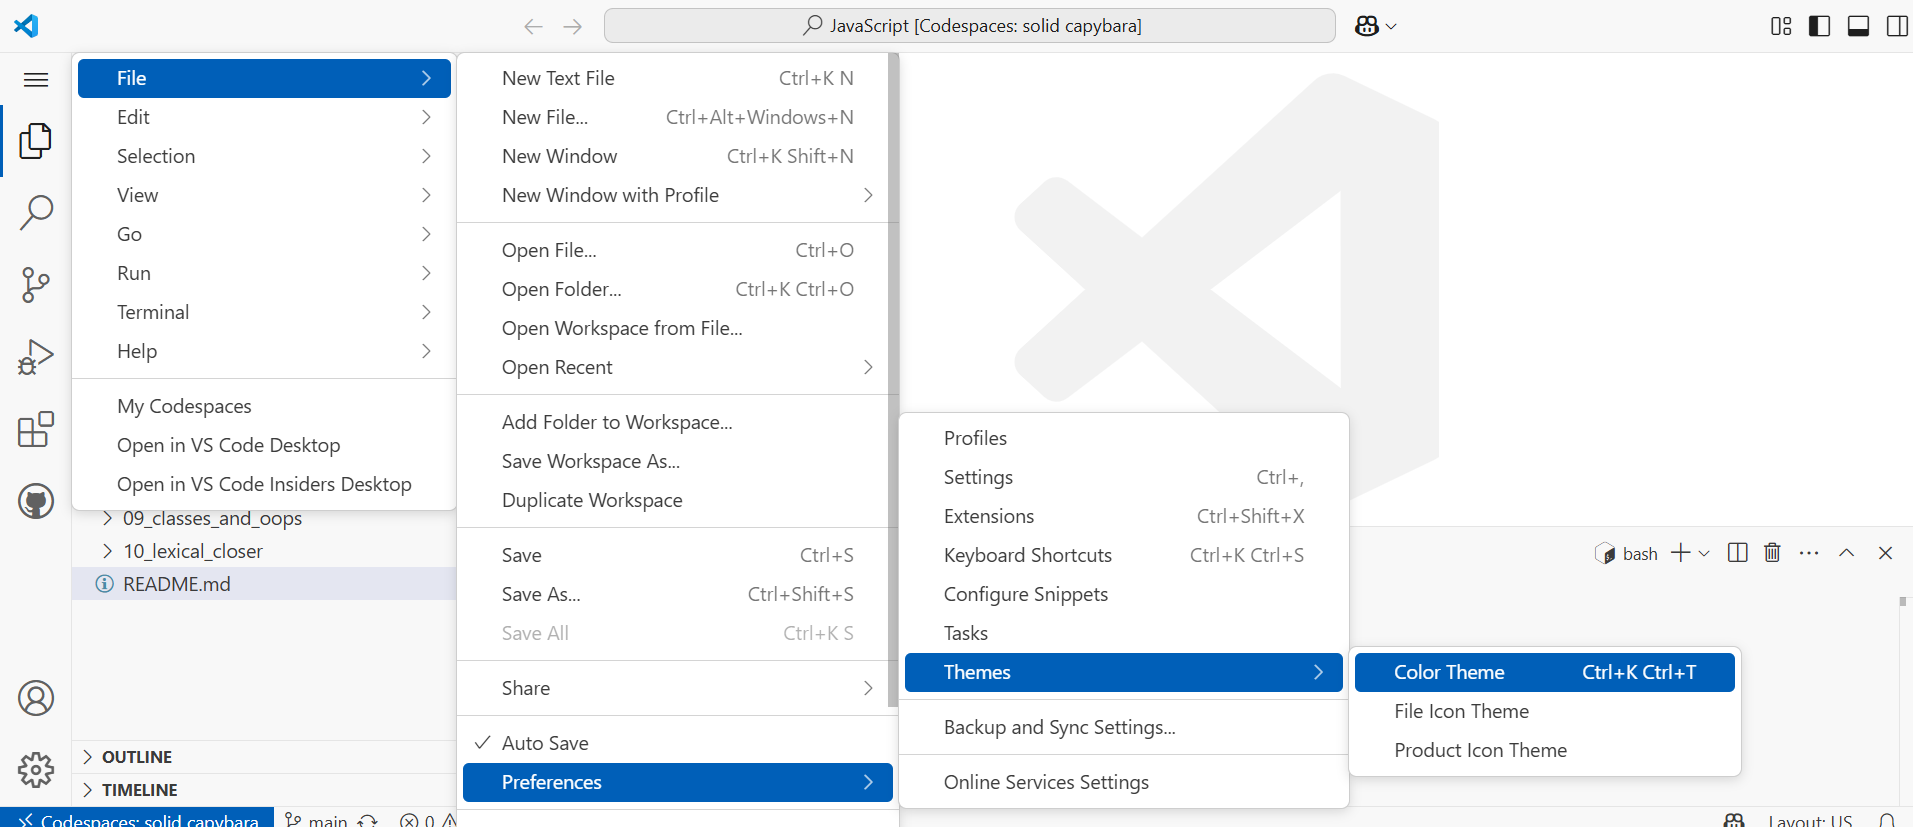 JavaScript [Codespaces: solid capybara]
File
Edit
Selection
View
Go
Run
Terminal
Help
My Codespaces
Open in VS Code Desktop
Open in VS Code Insiders Desktop
09_classes_and_oops
10_lexical_closer
README.md
OUTLINE
TIMELINE
New Text File Ctrl+K N
New File... Ctrl+Alt+Windows+N
New Window Ctrl+K Shift+N
New Window with Profile
Open File... Ctrl+O
Open Folder... Ctrl+K Ctrl+O
Open Workspace from File...
Open Recent
Add Folder to Workspace...
Save Workspace As...
Duplicate Workspace
Save Ctrl+S
Save As... Ctrl+Shift+S
Save All Ctrl+K S
Share
Auto Save
Preferences
Profiles
Settings Ctrl+,
Extensions Ctrl+Shift+X
Keyboard Shortcuts Ctrl+K Ctrl+S
Configure Snippets
Tasks
Themes
Backup and Sync Settings...
Online Services Settings
Color Theme Ctrl+K Ctrl+T
File Icon Theme
Product Icon Theme
bash
Codespaces: solid capybara main 0 Layout: US